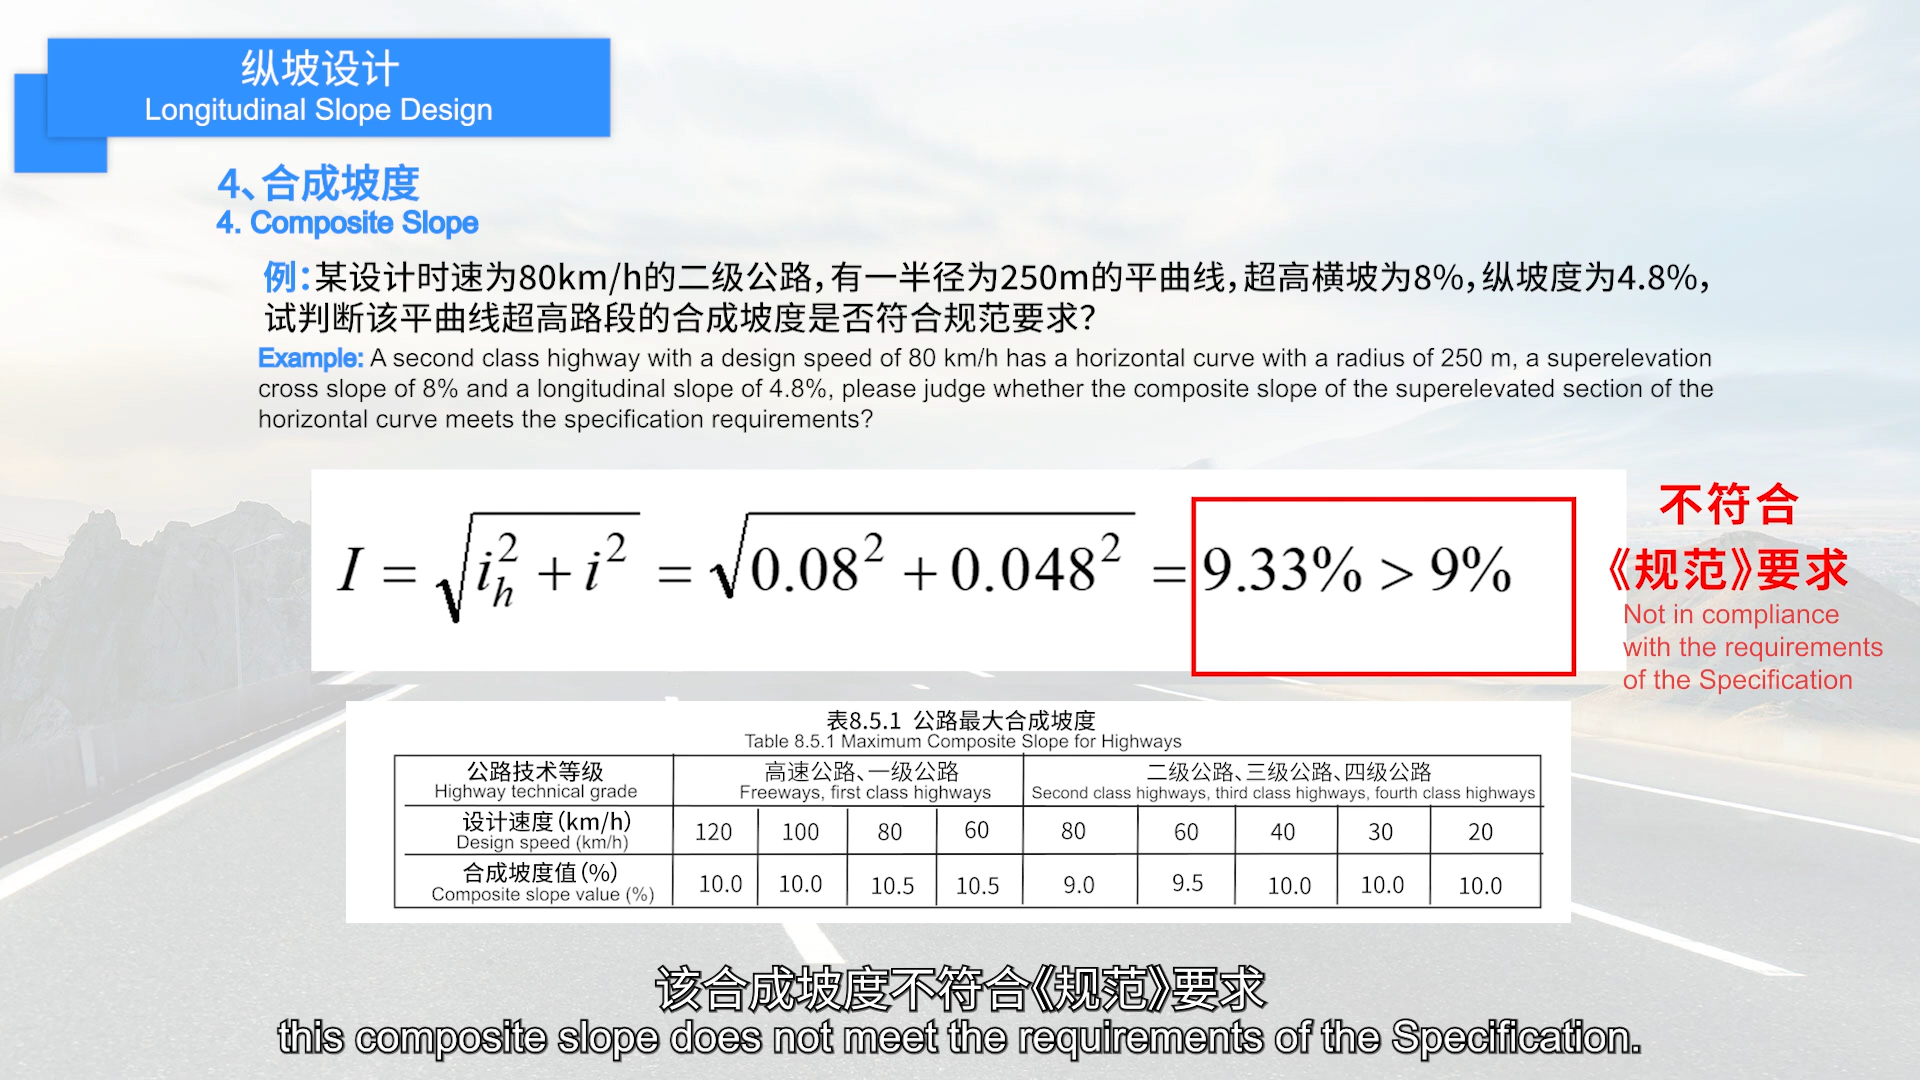 纵坡设计
Longitudinal Slope Design
4、合成坡度
4. Composite Slope
例：某设计时速为80km/h的二级公路，有一半径为250m的平曲线，超高横坡为8%，纵坡度为4.8%，
试判断该平曲线超高路段的合成坡度是否符合规范要求？
Example: A second class highway with a design speed of 80 km/h has a horizontal curve with a radius of 250 m, a superelevation
cross slope of 8% and a longitudinal slope of 4.8%, please judge whether the composite slope of the superelevated section of the
horizontal curve meets the specification requirements?
I = √(i_h² + i²) = √(0.08² + 0.048²) = 9.33% > 9%
不符合
《规范》要求
Not in compliance
with the requirements
of the Specification
表8.5.1 公路最大合成坡度
Table 8.5.1 Maximum Composite Slope for Highways
公路技术等级 高速公路、一级公路 二级公路、三级公路、四级公路
Highway technical grade Freeways, first class highways Second class highways, third class highways, fourth class highways
设计速度（km/h） 120 100 80 60 80 60 40 30 20
Design speed (km/h)
合成坡度值（%） 10.0 10.0 10.5 10.5 9.0 9.5 10.0 10.0 10.0
Composite slope value (%)
该合成坡度不符合《规范》要求
this composite slope does not meet the requirements of the Specification.